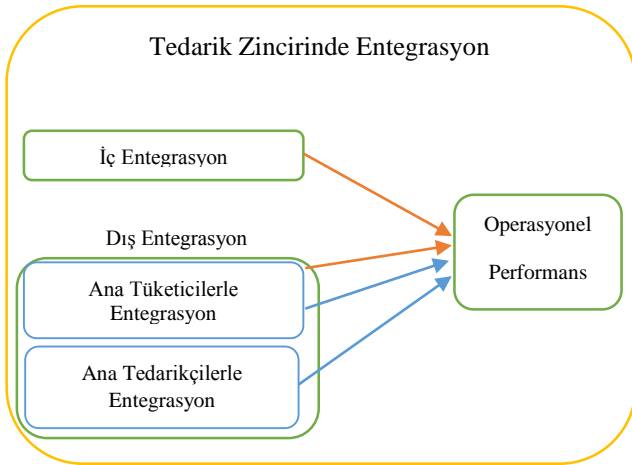 Tedarik Zincirinde Entegrasyon
İç Entegrasyon
Dış Entegrasyon
Ana Tüketicilerle
Entegrasyon
Ana Tedarikçilerle
Entegrasyon
Operasyonel
Performans